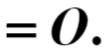 = O.